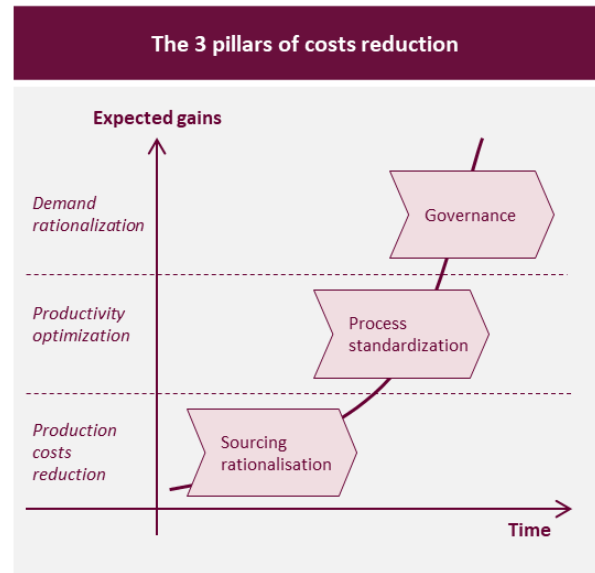 The 3 pillars of costs reduction
Expected gains
Demand
rationalization
Governance
Productivity
optimization
Process
standardization
Production
costs
reduction
Sourcing
rationalisation
Time